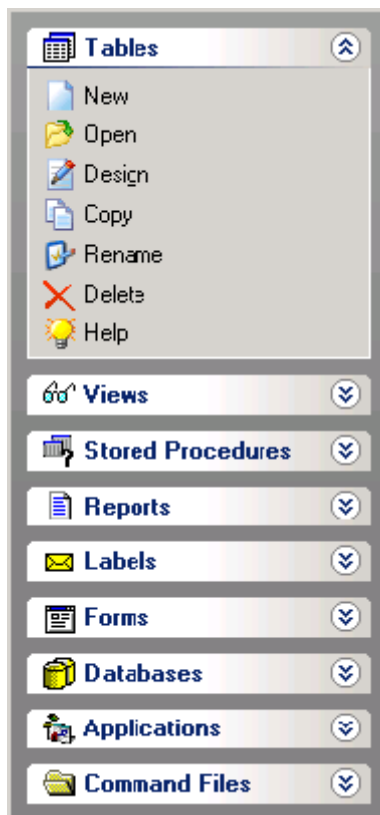 Tables
New
Open
Design
Copy
Rename
Delete
Help
Views
Stored Procedures
Reports
Labels
Forms
Databases
Applications
Command Files